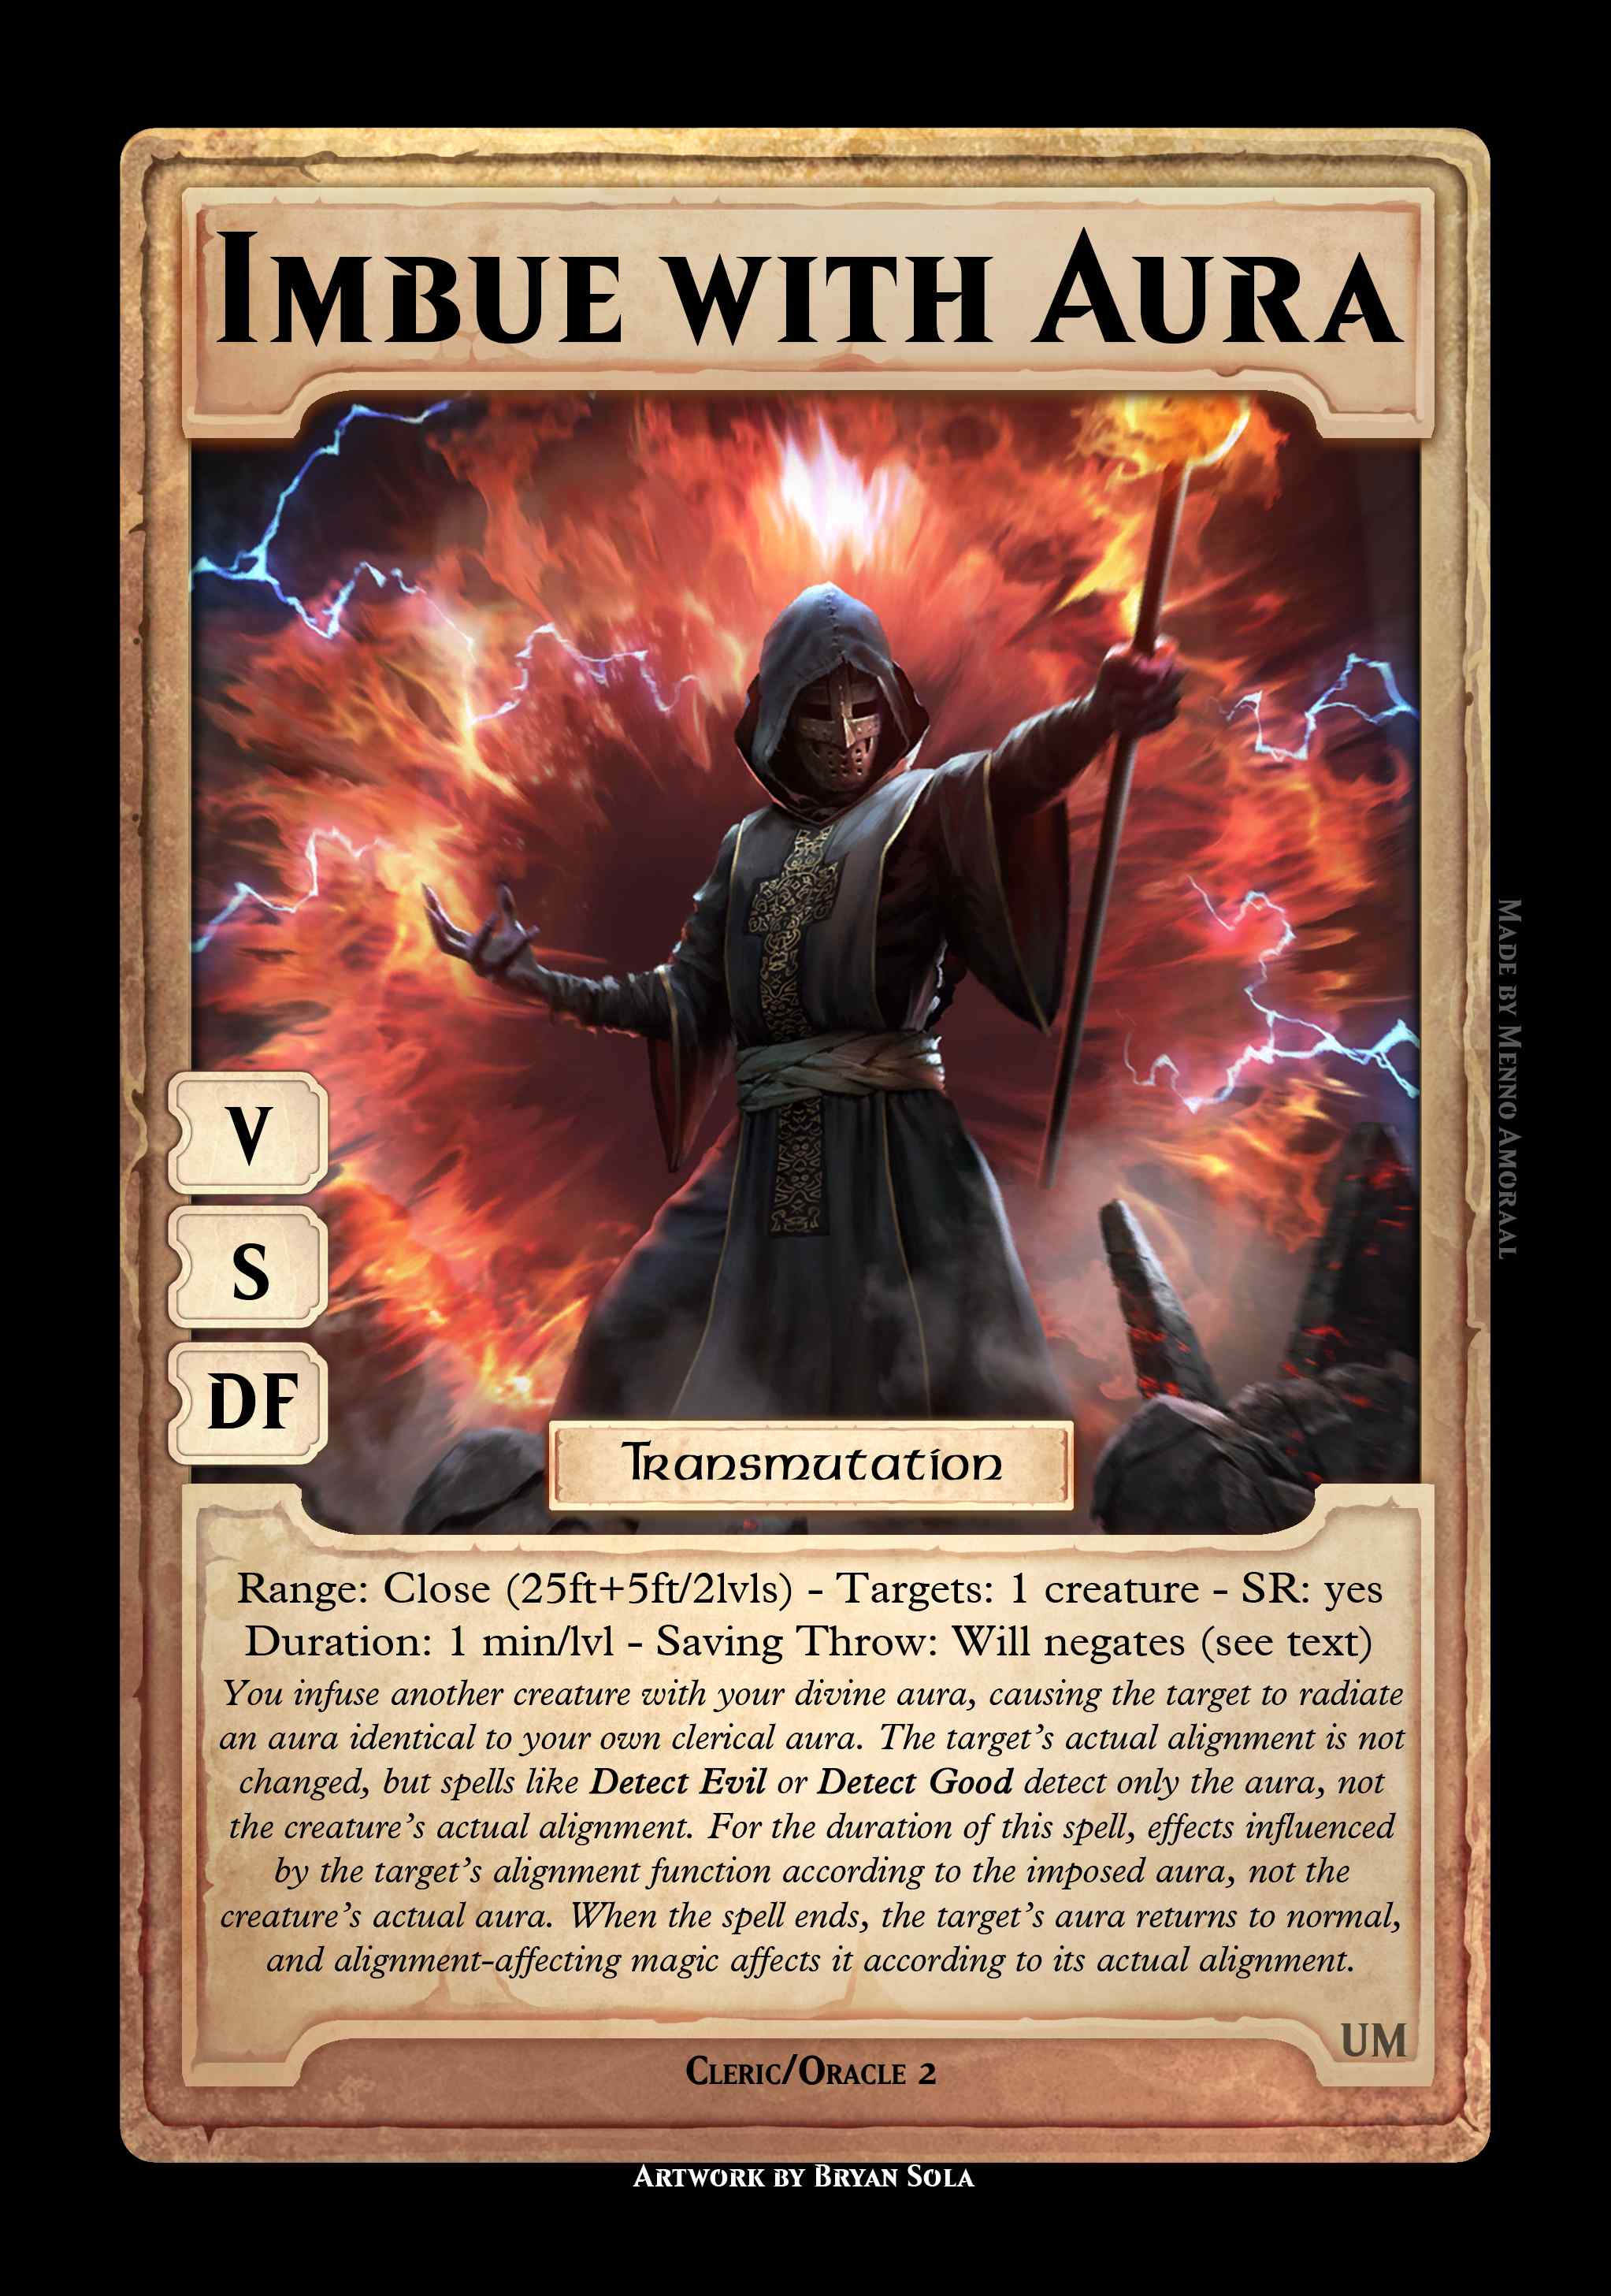 Imbue with Aura
V
S
DF
Transmutation
Range: Close (25ft+5ft/2lvls) - Targets: 1 creature - SR: yes
Duration: 1 min/lvl - Saving Throw: Will negates (see text)
You infuse another creature with your divine aura, causing the target to radiate
an aura identical to your own clerical aura. The target's actual alignment is not
changed, but spells like Detect Evil or Detect Good detect only the aura, not
the creature's actual alignment. For the duration of this spell, effects influenced
by the target's alignment function according to the imposed aura, not the
creature's actual aura. When the spell ends, the target's aura returns to normal,
and alignment-affecting magic affects it according to its actual alignment.
UM
Cleric/Oracle 2
Artwork by Bryan Sola
Made by Menno Amoraal